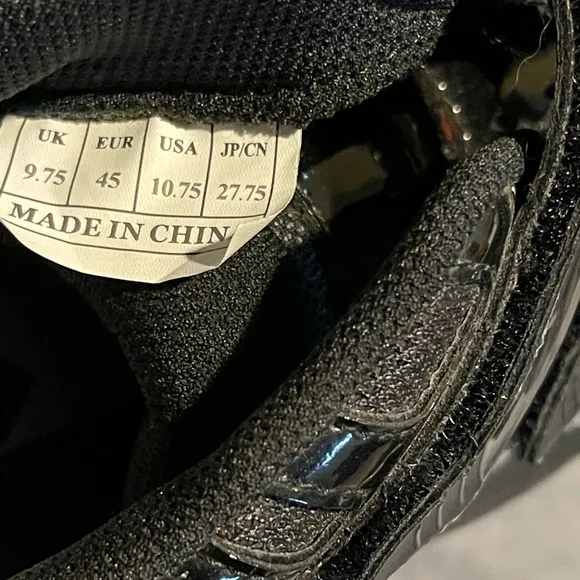 UK EUR USA JP/CN
9.75 45 10.75 27.75
MADE IN CHIN